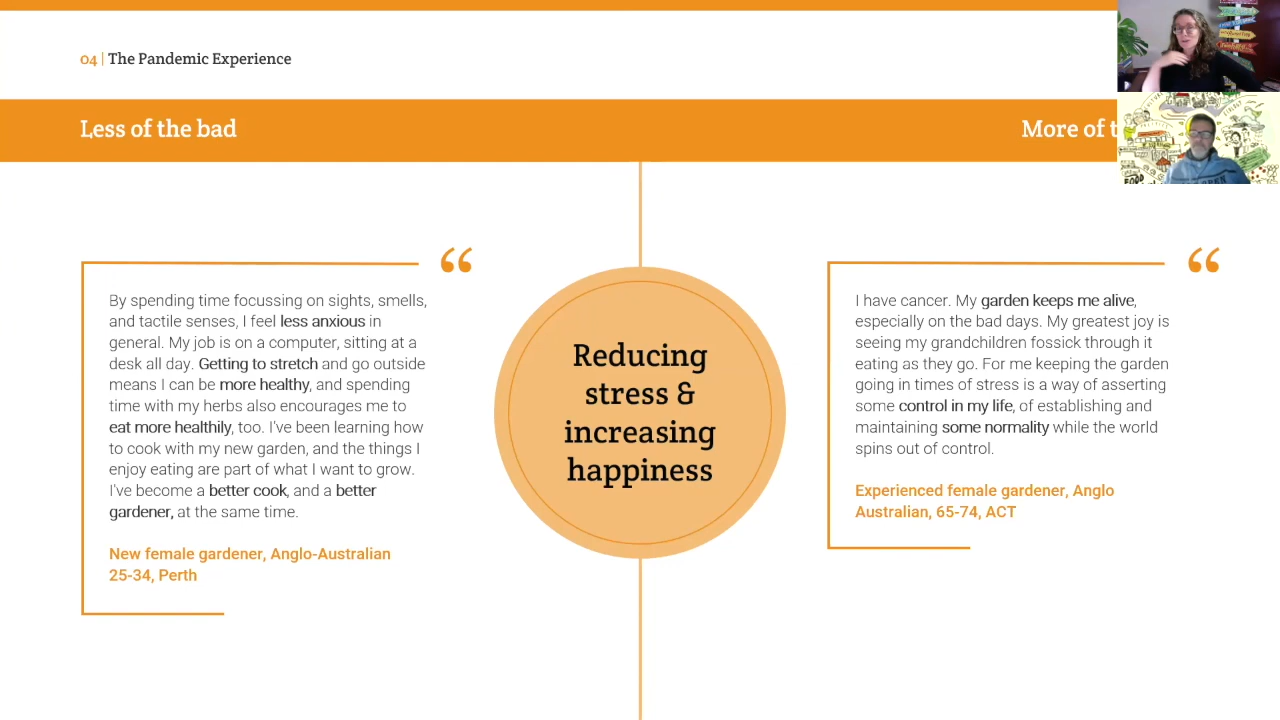 04 | The Pandemic Experience
Less of the bad
More of t
“
By spending time focussing on sights, smells,
and tactile senses, I feel less anxious in
general. My job is on a computer, sitting at a
desk all day. Getting to stretch and go outside
means I can be more healthy, and spending
time with my herbs also encourages me to
eat more healthily, too. I've been learning how
to cook with my new garden, and the things I
enjoy eating are part of what I want to grow.
I've become a better cook, and a better
gardener, at the same time.
New female gardener, Anglo-Australian
25-34, Perth
Reducing
stress &
increasing
happiness
“
I have cancer. My garden keeps me alive,
especially on the bad days. My greatest joy is
seeing my grandchildren fossick through it
eating as they go. For me keeping the garden
going in times of stress is a way of asserting
some control in my life, of establishing and
maintaining some normality while the world
spins out of control.
Experienced female gardener, Anglo
Australian, 65-74, ACT
FOOD